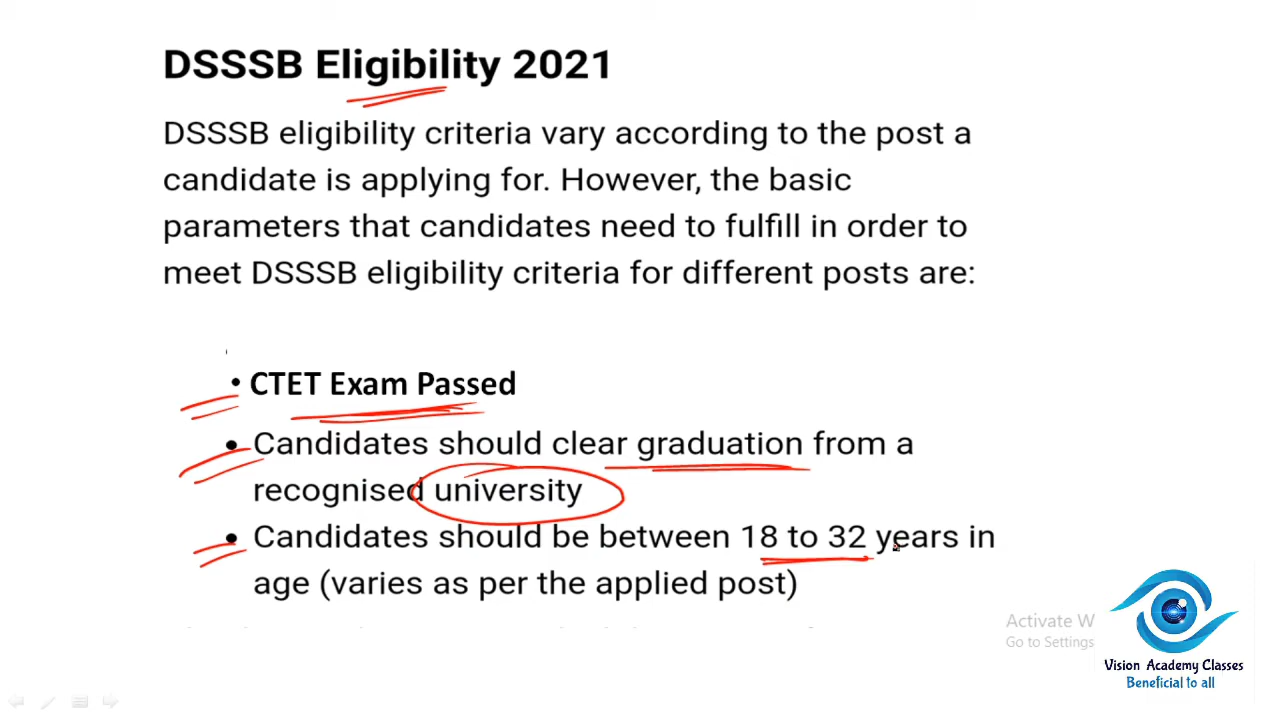 DSSSB Eligibility 2021
DSSSB eligibility criteria vary according to the post a
candidate is applying for. However, the basic
parameters that candidates need to fulfill in order to
meet DSSSB eligibility criteria for different posts are:
• CTET Exam Passed
• Candidates should clear graduation from a
recognised university
• Candidates should be between 18 to 32 years in
age (varies as per the applied post)
Activate W
Go to Settings
Vision Academy Classes
Beneficial to all